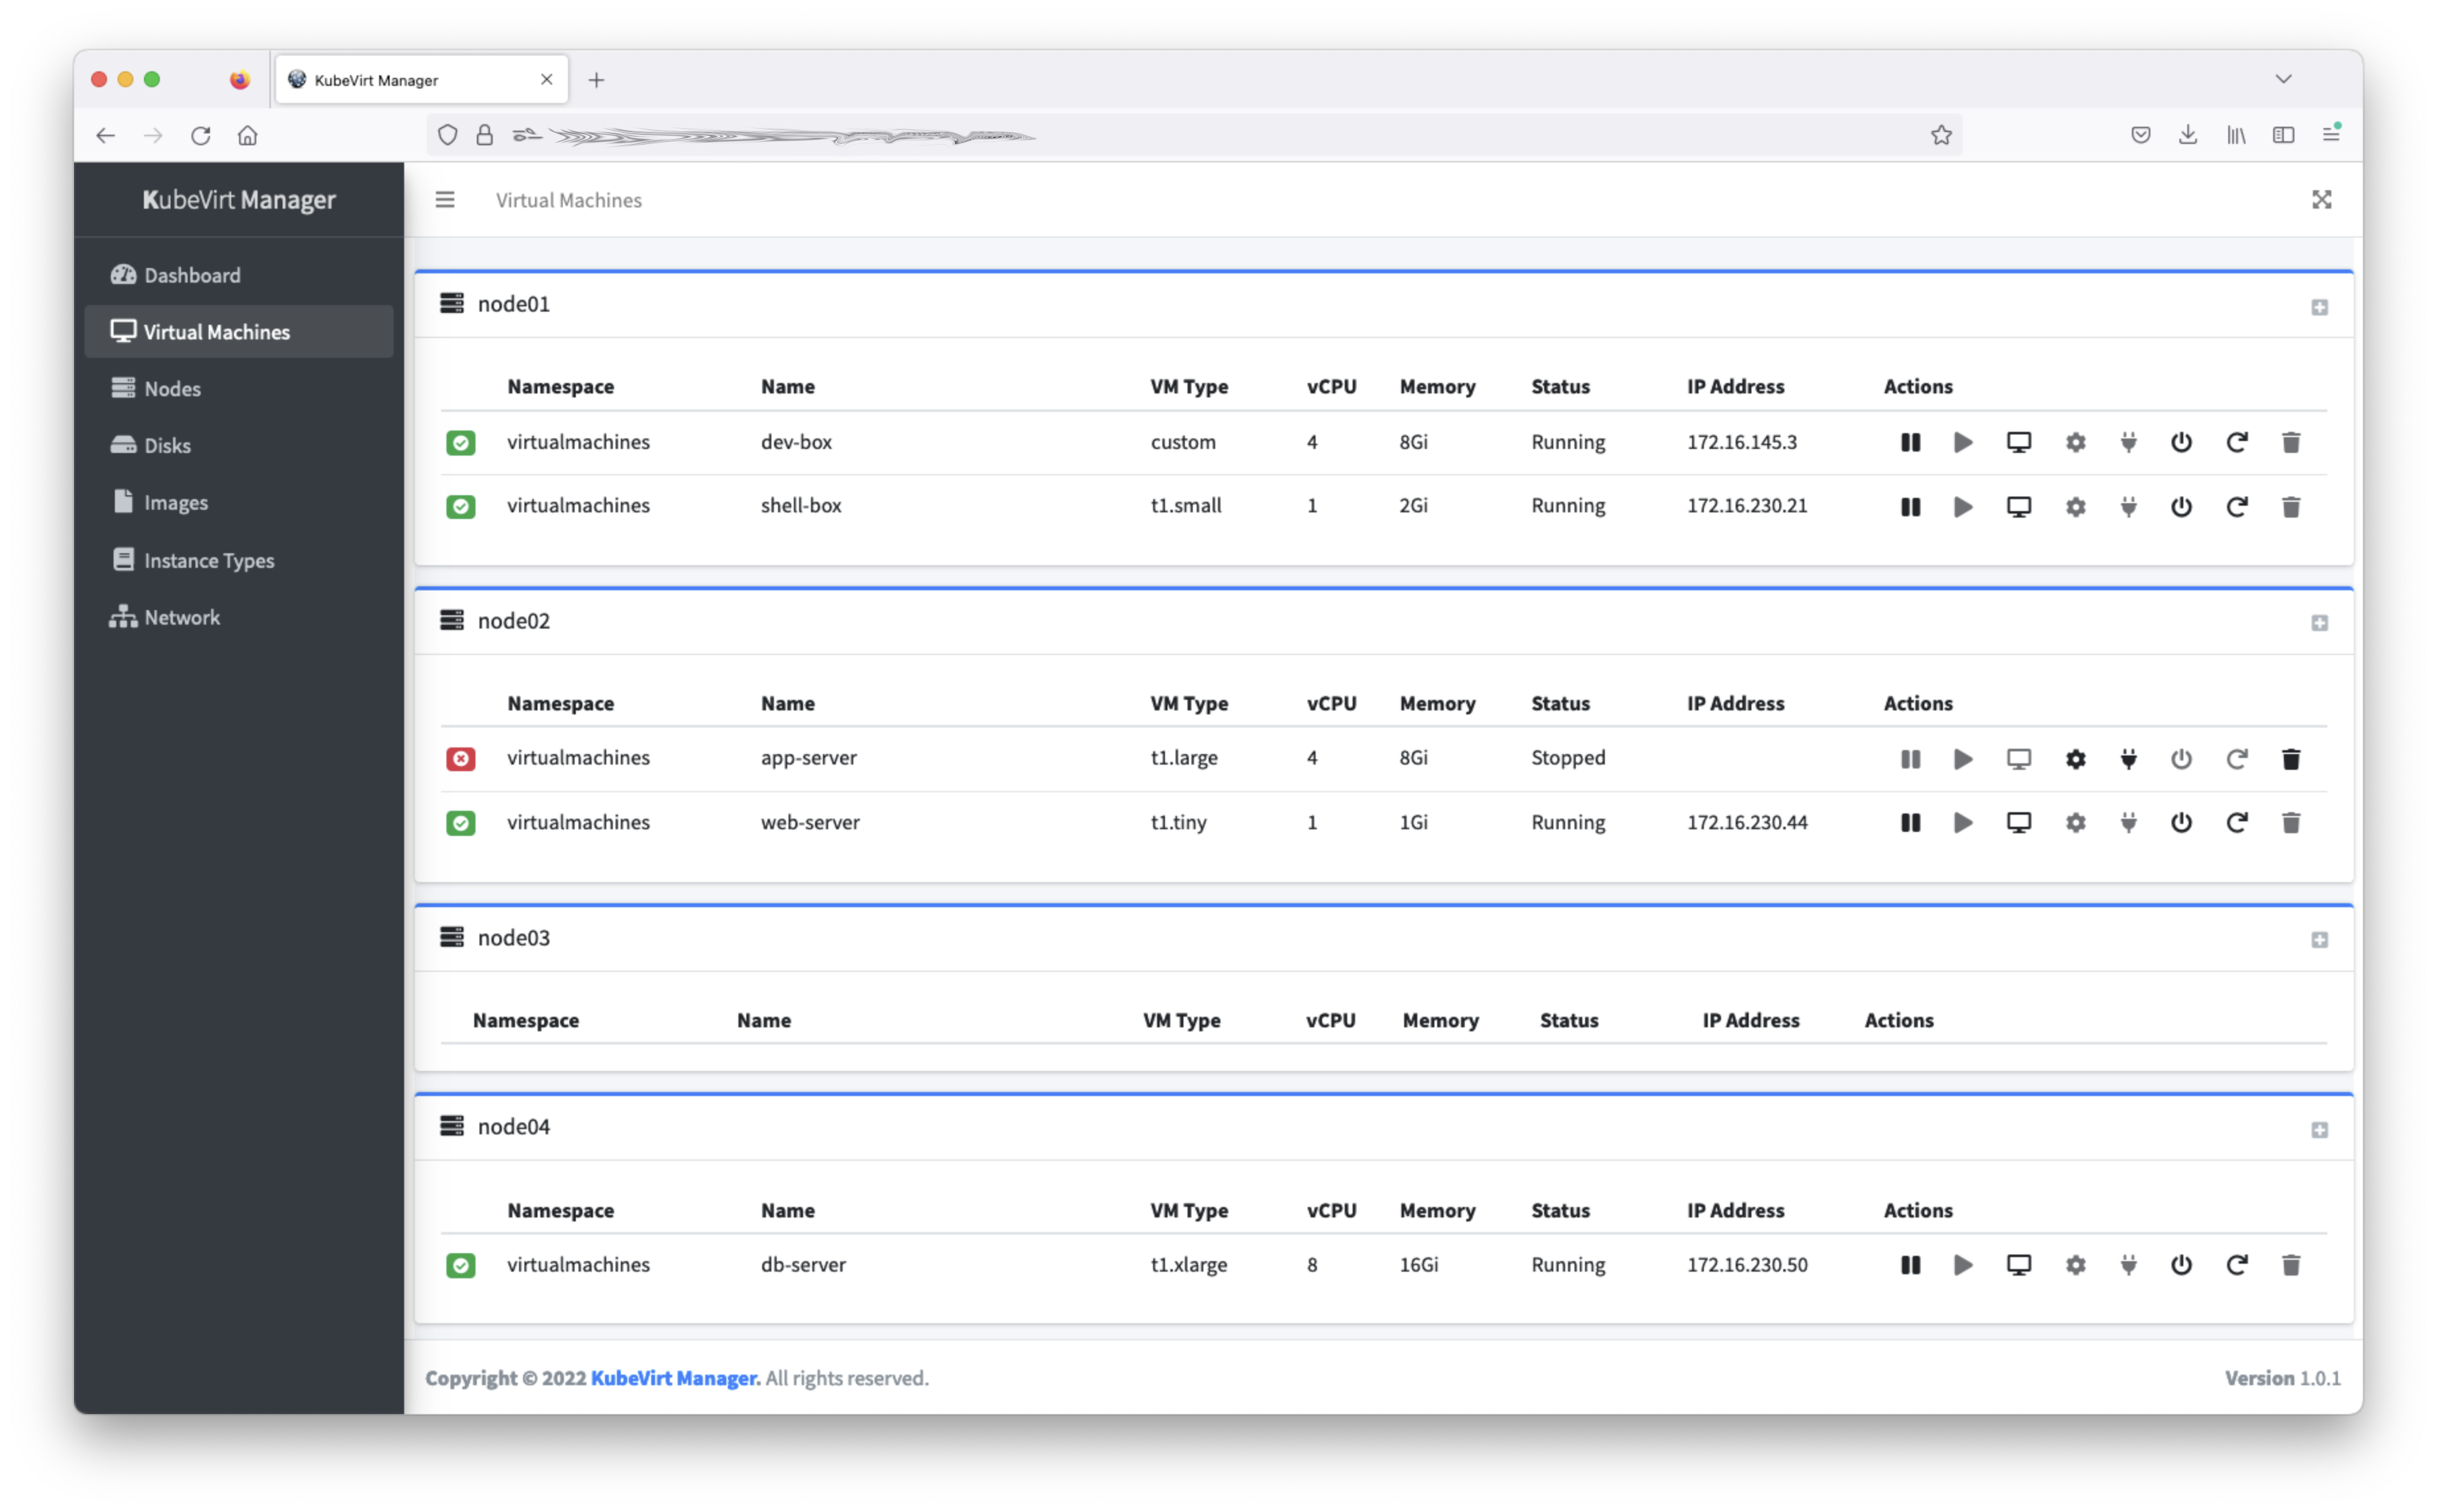 KubeVirt Manager
KubeVirt Manager
Virtual Machines
Dashboard
Virtual Machines
Nodes
Disks
Images
Instance Types
Network
node01
Namespace Name VM Type vCPU Memory Status IP Address Actions
virtualmachines dev-box custom 4 8Gi Running 172.16.145.3
virtualmachines shell-box t1.small 1 2Gi Running 172.16.230.21
node02
Namespace Name VM Type vCPU Memory Status IP Address Actions
virtualmachines app-server t1.large 4 8Gi Stopped
virtualmachines web-server t1.tiny 1 1Gi Running 172.16.230.44
node03
Namespace Name VM Type vCPU Memory Status IP Address Actions
node04
Namespace Name VM Type vCPU Memory Status IP Address Actions
virtualmachines db-server t1.xlarge 8 16Gi Running 172.16.230.50
Copyright © 2022 KubeVirt Manager. All rights reserved.
Version 1.0.1